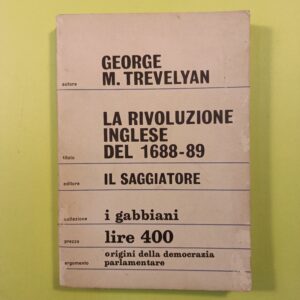 GEORGE
autore M. TREVELYAN
LA RIVOLUZIONE
INGLESE
titolo DEL 1688-89
editore IL SAGGIATORE
collezione i gabbiani
prezzo lire 400
origini della democrazia
argomento parlamentare